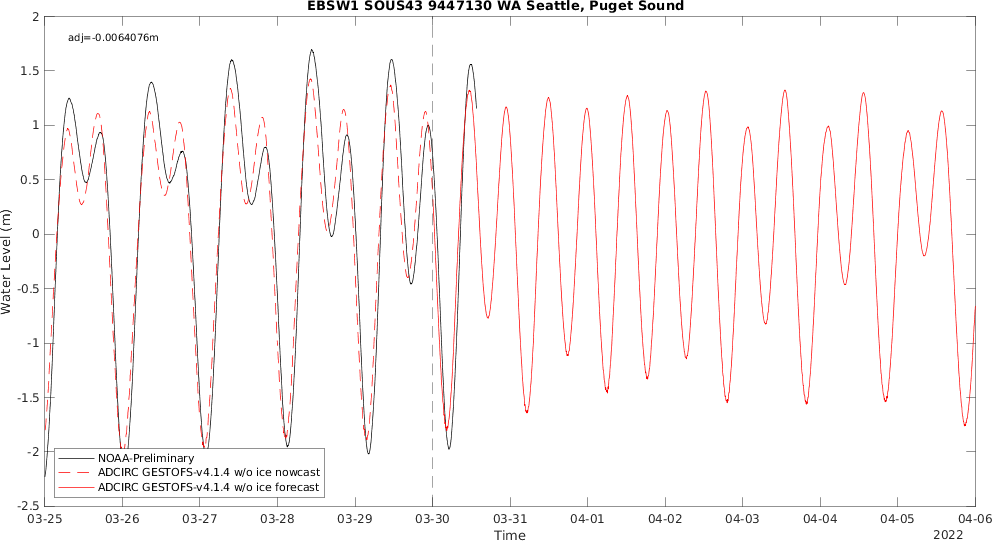 EBSW1 SOUS43 9447130 WA Seattle, Puget Sound
adj=-0.0064076m
2
1.5
1
0.5
0
-0.5
-1
-1.5
-2
-2.5
Water Level (m)
NOAA-Preliminary
ADCIRC GESTOFS-v4.1.4 w/o ice nowcast
ADCIRC GESTOFS-v4.1.4 w/o ice forecast
03-25 03-26 03-27 03-28 03-29 03-30 03-31 04-01 04-02 04-03 04-04 04-05 04-06
Time
2022